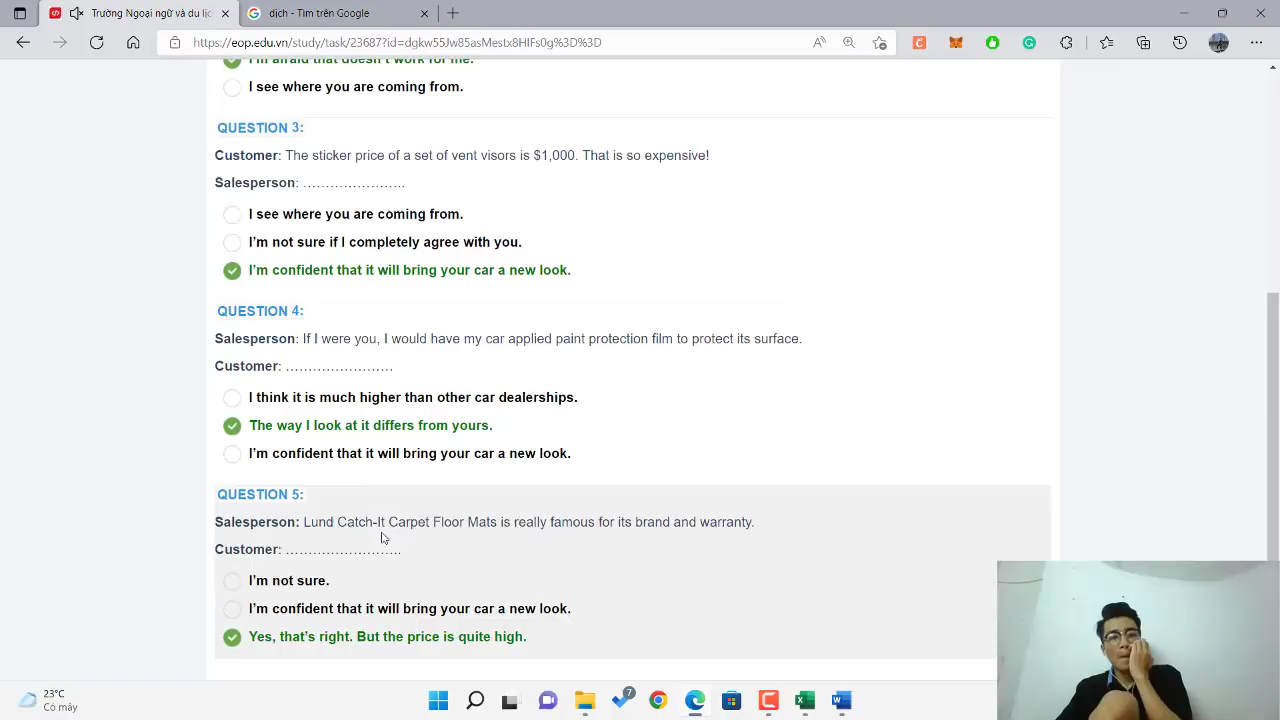 Trường Ngoại ngữ và du lịc
dịch - Tìm trên Google
https://eop.edu.vn/study/task/23687?id=dgkw55Jw85asMestx8HIFs0g%3D%3D
I'm afraid that doesn't work for me.
I see where you are coming from.
QUESTION 3:
Customer: The sticker price of a set of vent visors is $1,000. That is so expensive!
Salesperson: …………………..
I see where you are coming from.
I'm not sure if I completely agree with you.
I'm confident that it will bring your car a new look.
QUESTION 4:
Salesperson: If I were you, I would have my car applied paint protection film to protect its surface.
Customer: ……………………
I think it is much higher than other car dealerships.
The way I look at it differs from yours.
I'm confident that it will bring your car a new look.
QUESTION 5:
Salesperson: Lund Catch-It Carpet Floor Mats is really famous for its brand and warranty.
Customer: ……………………..
I'm not sure.
I'm confident that it will bring your car a new look.
Yes, that's right. But the price is quite high.
23°C
Có mây
7